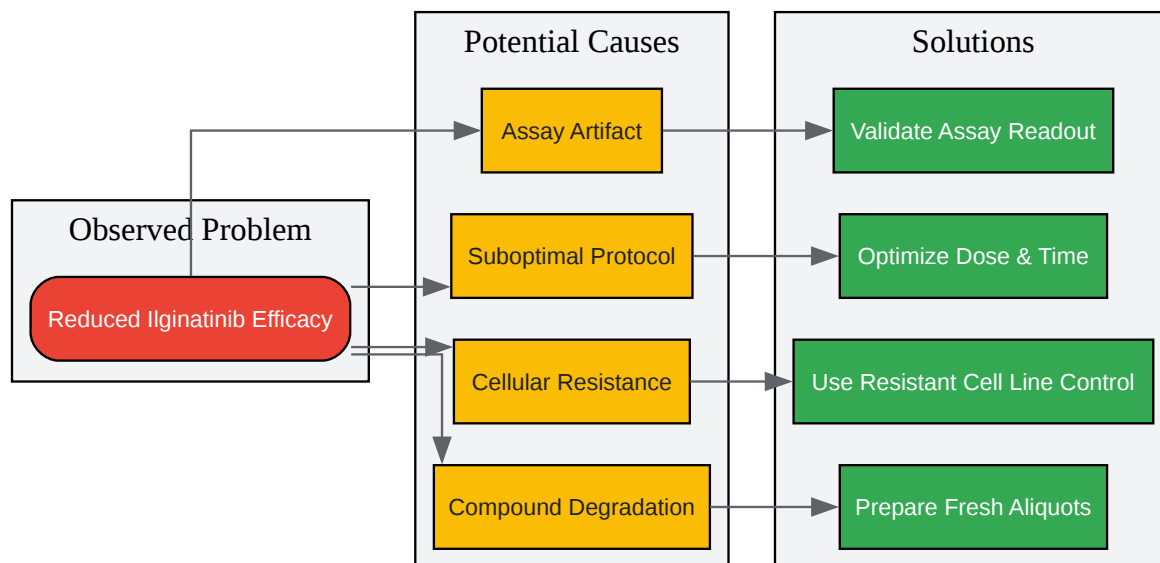 Potential Causes
Solutions
Assay Artifact
Validate Assay Readout
Observed Problem
Suboptimal Protocol
Optimize Dose & Time
Reduced Ilginatinib Efficacy
Cellular Resistance
Use Resistant Cell Line Control
Compound Degradation
Prepare Fresh Aliquots